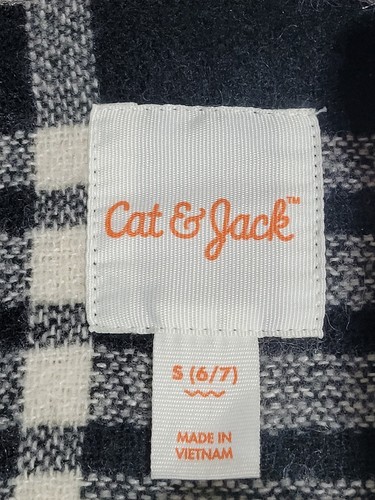 Cat & Jack™
S (6/7)
MADE IN
VIETNAM